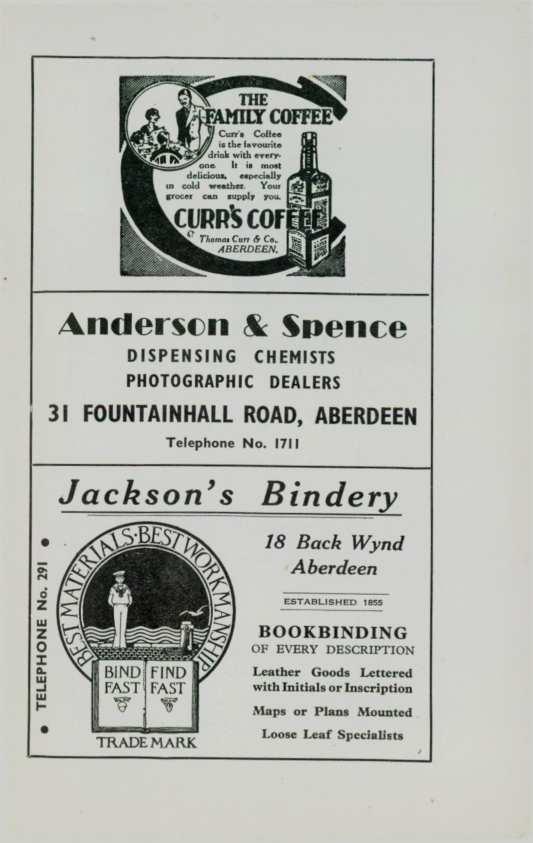 THE
FAMILY COFFEE
Curr's Coffee
is the favourite
drink with every-
one. It is most
delicious, especially
in cold weather. Your
grocer can supply you.
CURR'S COFFEE
Thomas Curr & Co.,
ABERDEEN.
Anderson & Spence
DISPENSING CHEMISTS
PHOTOGRAPHIC DEALERS
31 FOUNTAINHALL ROAD, ABERDEEN
Telephone No. 1711
Jackson's Bindery
TELEPHONE No. 291
BEST MATERIALS·BEST WORKMANSHIP
BIND FIND
FAST FAST
TRADE MARK
18 Back Wynd
Aberdeen
ESTABLISHED 1855
BOOKBINDING
OF EVERY DESCRIPTION
Leather Goods Lettered
with Initials or Inscription
Maps or Plans Mounted
Loose Leaf Specialists